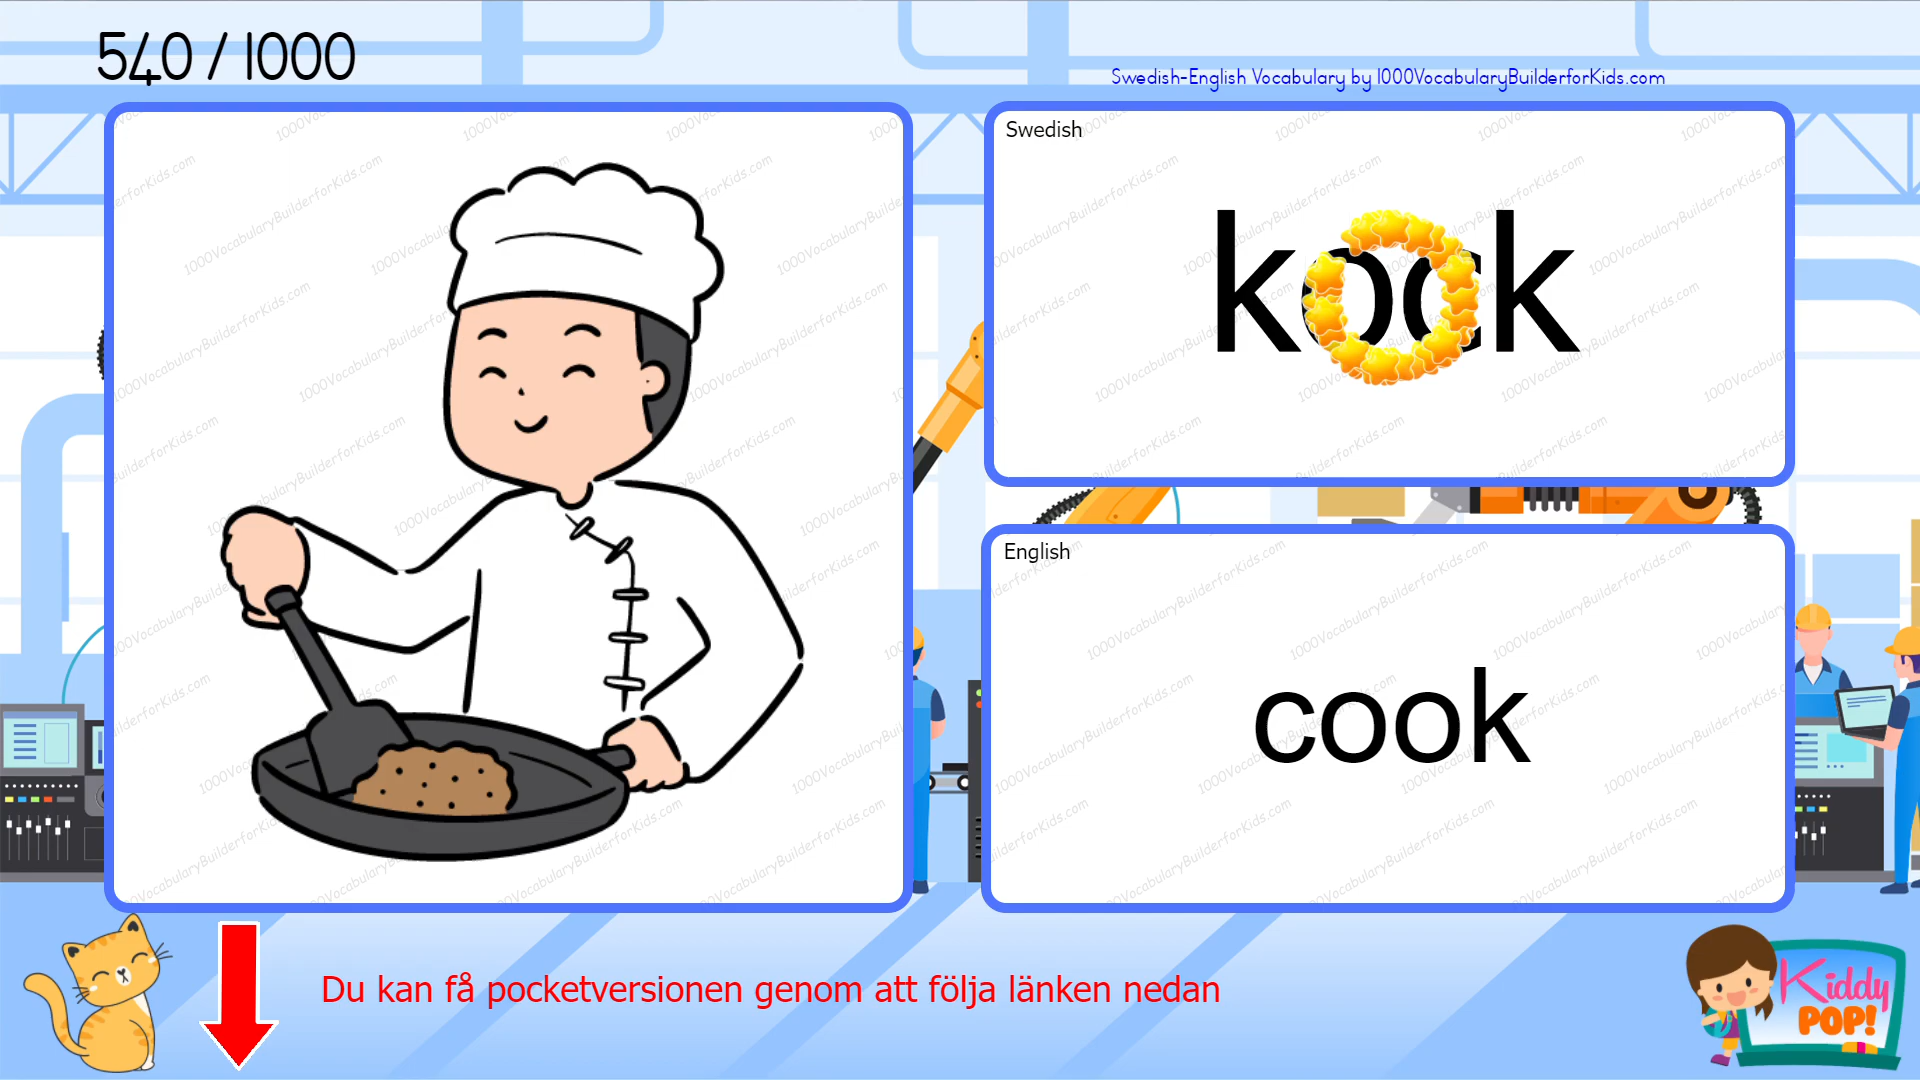 540 / 1000
Swedish-English Vocabulary by 1000VocabularyBuilderforKids.com
Swedish
kock
English
cook
Du kan få pocketversionen genom att följa länken nedan
Kiddy
POP!